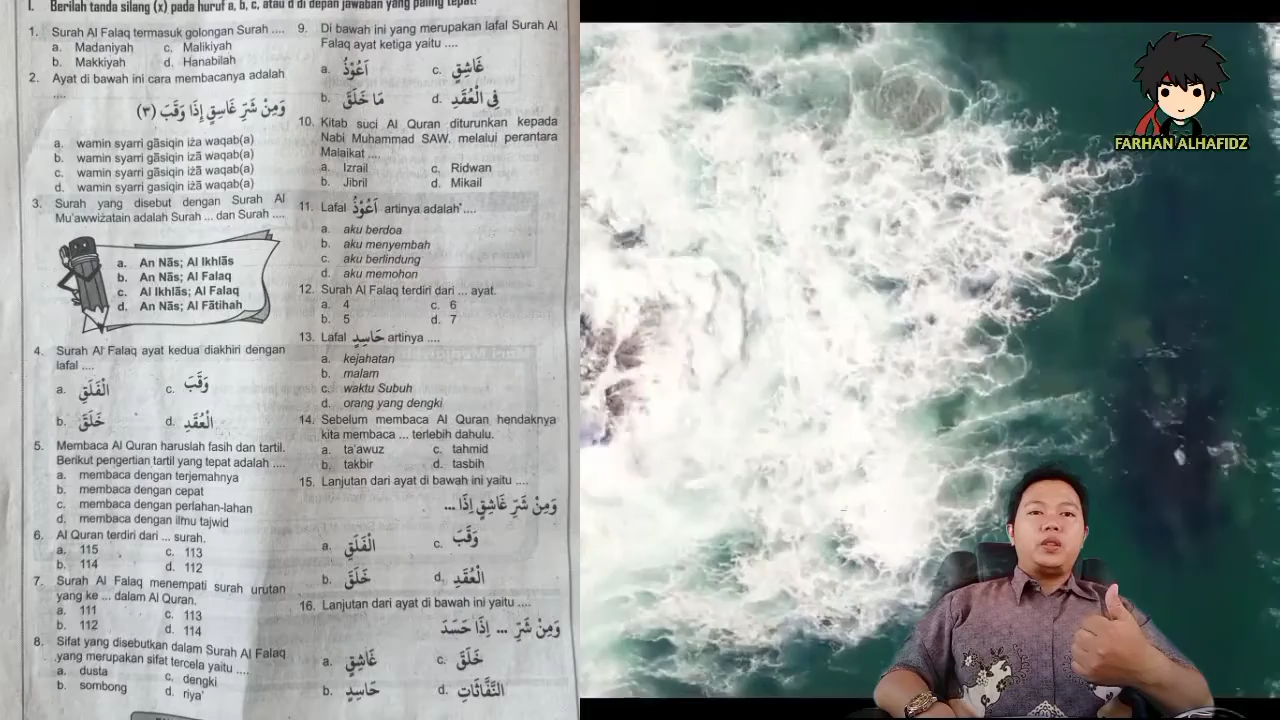 I. Berilah tanda silang (x) pada huruf a, b, c, atau d di depan jawaban yang paling tepat!
1. Surah Al Falaq termasuk golongan Surah ....
a. Madaniyah c. Malikiyah
b. Makkiyah d. Hanabilah
2. Ayat di bawah ini cara membacanya adalah
....
وَمِنْ شَرِّ غَاسِقٍ إِذَا وَقَبَ (٣)
a. wamin syarri gāsiqin iża waqab(a)
b. wamin syarri gāsiqin iżā waqab(a)
c. wamin syarri gasiqin iżā waqab(a)
d. wamin syarri gasiqin iżā waqab(a)
3. Surah yang disebut dengan Surah Al
Mu'awwiżatain adalah Surah ... dan Surah ....
a. An Nās; Al Ikhlās
b. An Nās; Al Falaq
c. Al Ikhlās; Al Falaq
d. An Nās; Al Fātihah
4. Surah Al Falaq ayat kedua diakhiri dengan
lafal ....
a. الْفَلَقِ c. وَقَبَ
b. خَلَقَ d. الْعُقَدِ
5. Membaca Al Quran haruslah fasih dan tartil.
Berikut pengertian tartil yang tepat adalah ....
a. membaca dengan terjemahnya
b. membaca dengan cepat
c. membaca dengan perlahan-lahan
d. membaca dengan ilmu tajwid
6. Al Quran terdiri dari ... surah.
a. 115 c. 113
b. 114 d. 112
7. Surah Al Falaq menempati surah urutan
yang ke ... dalam Al Quran.
a. 111 c. 113
b. 112 d. 114
8. Sifat yang disebutkan dalam Surah Al Falaq
yang merupakan sifat tercela yaitu ....
a. dusta c. dengki
b. sombong d. riya'
9. Di bawah ini yang merupakan lafal Surah Al
Falaq ayat ketiga yaitu ....
a. اَعُوْذُ c. غَاشِقٍ
b. مَا خَلَقَ d. فِى الْعُقَدِ
10. Kitab suci Al Quran diturunkan kepada
Nabi Muhammad SAW. melalui perantara
Malaikat ....
a. Izrail c. Ridwan
b. Jibril d. Mikail
11. Lafal اَعُوْذُ artinya adalah ....
a. aku berdoa
b. aku menyembah
c. aku berlindung
d. aku memohon
12. Surah Al Falaq terdiri dari ... ayat.
a. 4 c. 6
b. 5 d. 7
13. Lafal حَاسِدٍ artinya ....
a. kejahatan
b. malam
c. waktu Subuh
d. orang yang dengki
14. Sebelum membaca Al Quran hendaknya
kita membaca ... terlebih dahulu.
a. ta'awuz c. tahmid
b. takbir d. tasbih
15. Lanjutan dari ayat di bawah ini yaitu ....
وَمِنْ شَرِّ غَاشِقٍ اِذَا ...
a. الْفَلَقِ c. وَقَبَ
b. خَلَقَ d. الْعُقَدِ
16. Lanjutan dari ayat di bawah ini yaitu ....
وَمِنْ شَرِّ ... اِذَا حَسَدَ
a. غَاشِقٍ c. خَلَقَ
b. حَاسِدٍ d. النَّفَّاثَاتِ
FARHAN ALHAFIDZ